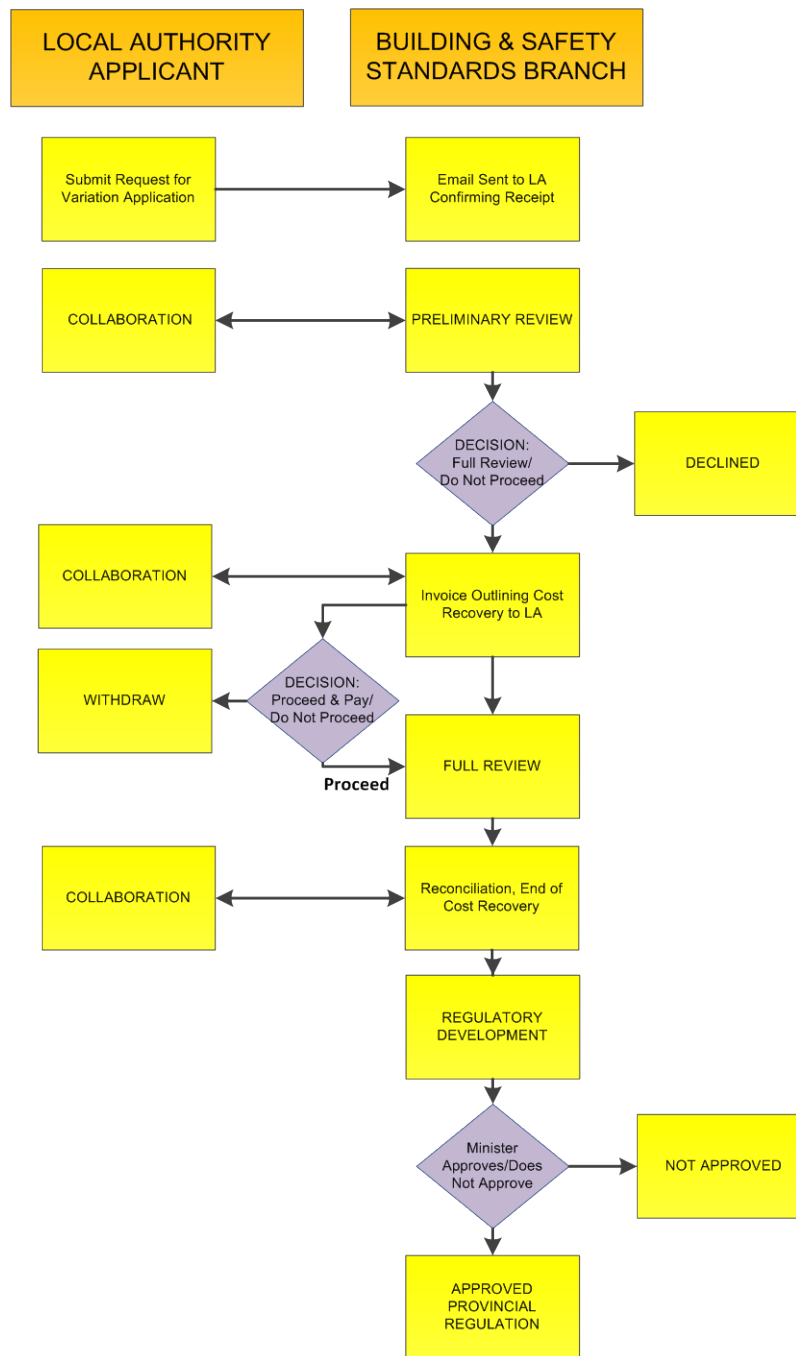 LOCAL AUTHORITY
APPLICANT
BUILDING & SAFETY
STANDARDS BRANCH
Submit Request for
Variation Application
Email Sent to LA
Confirming Receipt
COLLABORATION
PRELIMINARY REVIEW
DECISION:
Full Review/
Do Not Proceed
DECLINED
COLLABORATION
Invoice Outlining Cost
Recovery to LA
WITHDRAW
DECISION:
Proceed & Pay/
Do Not Proceed
Proceed
FULL REVIEW
COLLABORATION
Reconciliation, End of
Cost Recovery
REGULATORY
DEVELOPMENT
Minister
Approves/Does
Not Approve
NOT APPROVED
APPROVED
PROVINCIAL
REGULATION